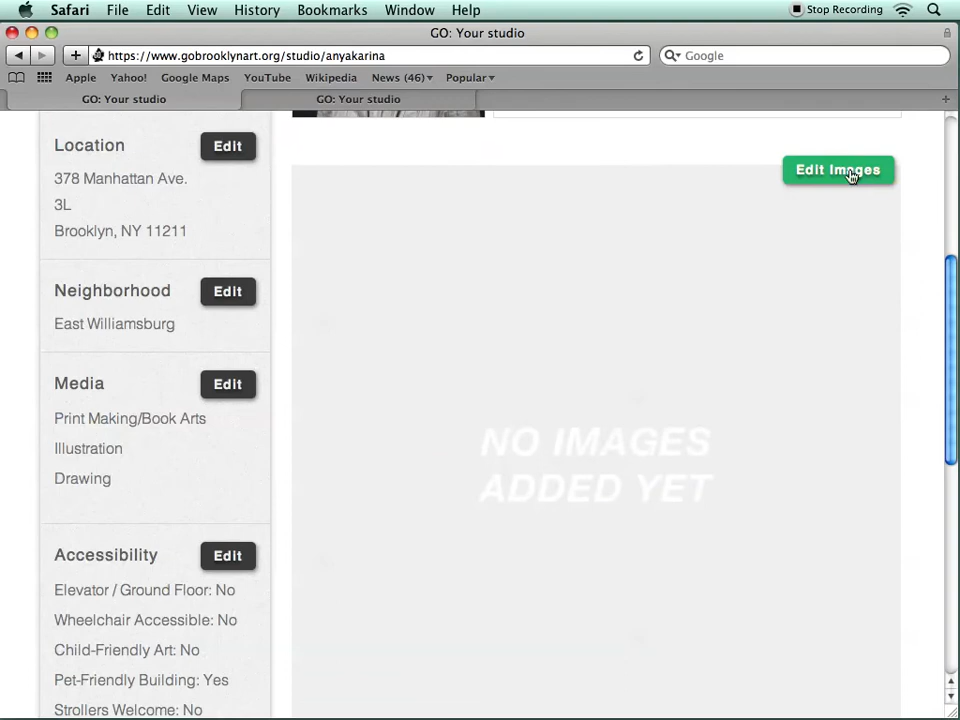 Safari File Edit View History Bookmarks Window Help Stop Recording
GO: Your studio
https://www.gobrooklynart.org/studio/anyakarina Google
Apple Yahoo! Google Maps YouTube Wikipedia News (46) Popular
GO: Your studio GO: Your studio
Location Edit
378 Manhattan Ave.
3L
Brooklyn, NY 11211
Edit Images
Neighborhood Edit
East Williamsburg
Media Edit
Print Making/Book Arts
Illustration
Drawing
NO IMAGES
ADDED YET
Accessibility Edit
Elevator / Ground Floor: No
Wheelchair Accessible: No
Child-Friendly Art: No
Pet-Friendly Building: Yes
Strollers Welcome: No